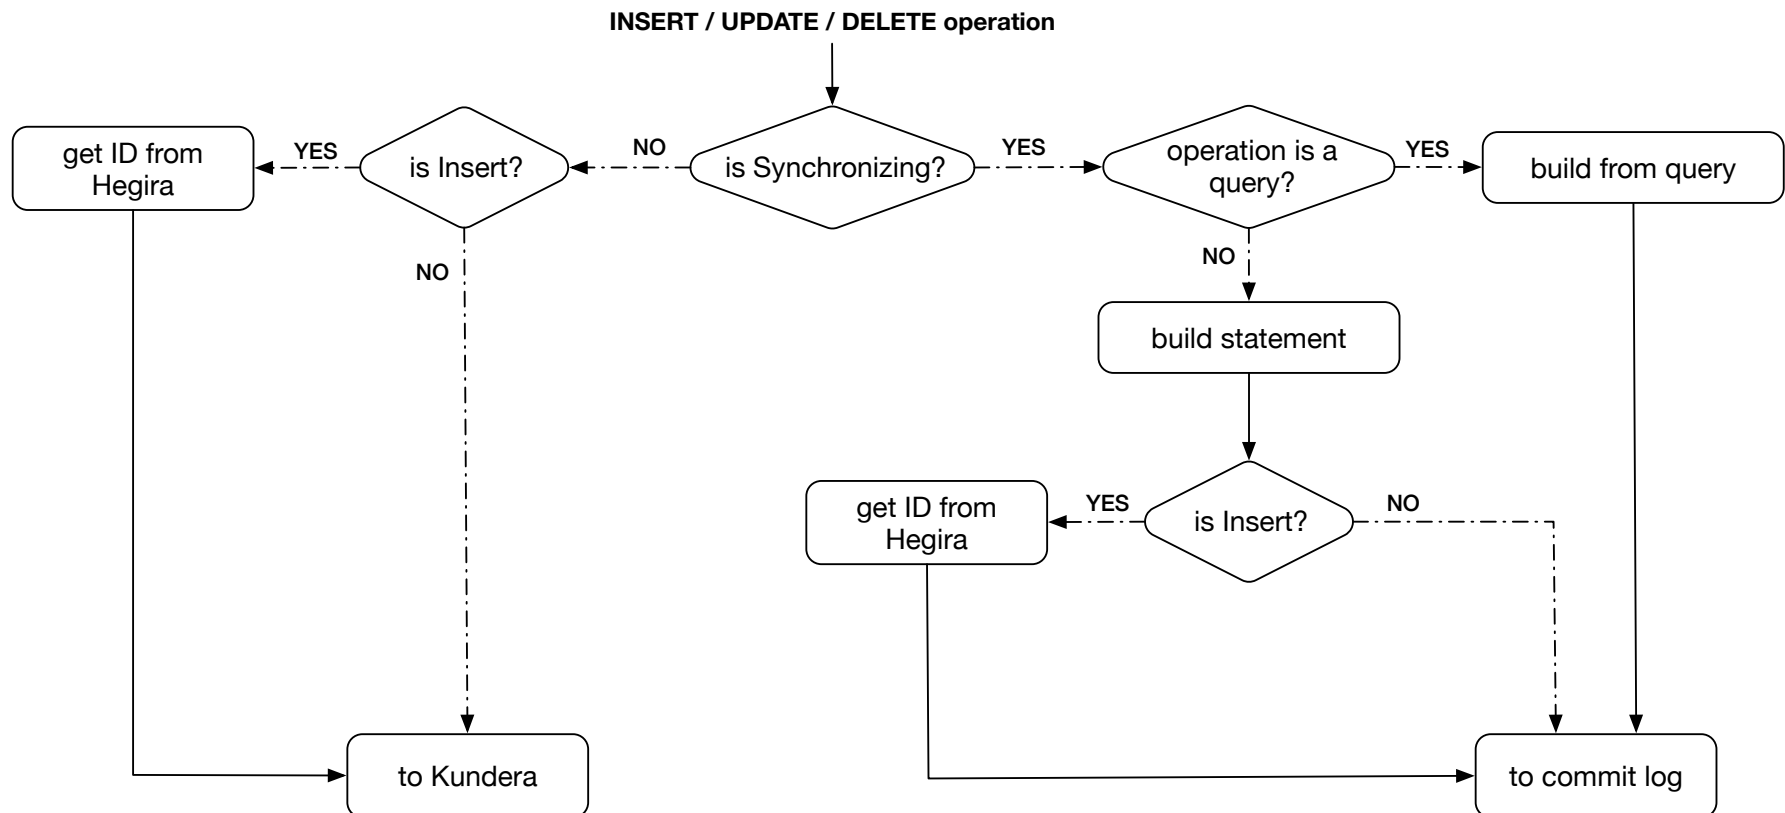 INSERT / UPDATE / DELETE operation
get ID from
Hegira
YES
is Insert?
NO
is Synchronizing?
YES
operation is a
query?
YES
build from query
NO
NO
build statement
get ID from
Hegira
YES
is Insert?
NO
to Kundera
to commit log